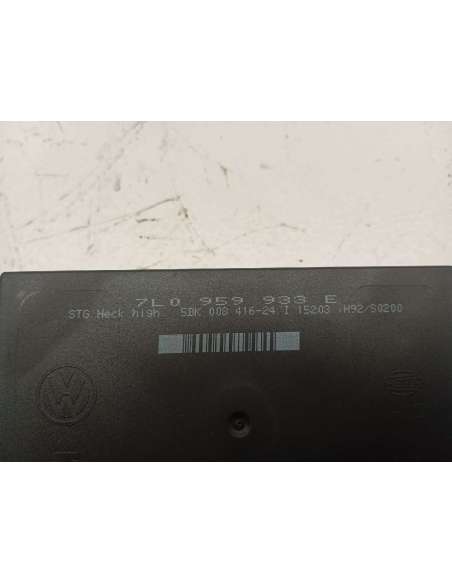 7L0 959 933 E
STG Heck high. 5DK 008 416-24 I 15203 H92/S0200